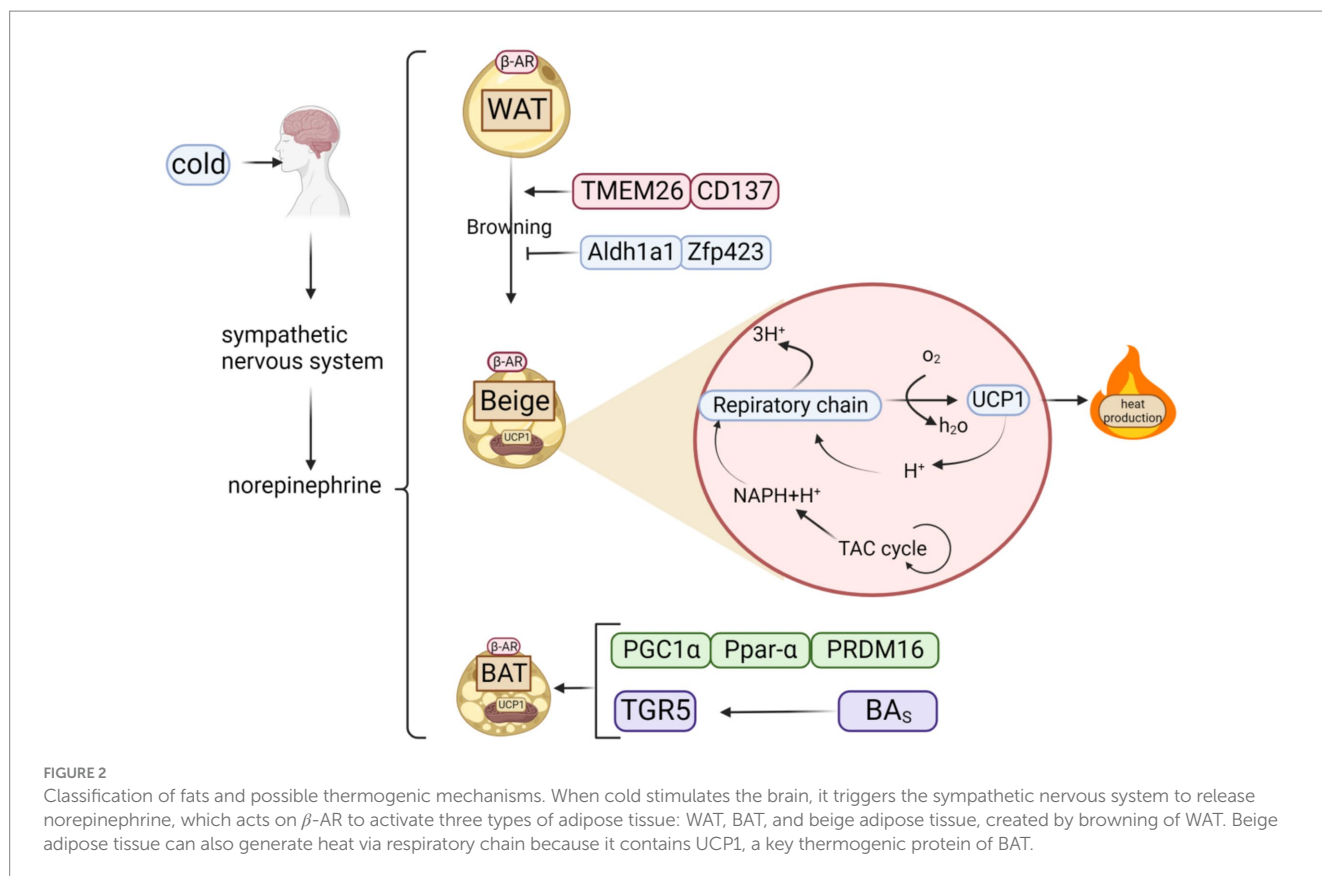 β-AR
WAT
cold
TMEM26 CD137
Browning
Aldh1a1 Zfp423
sympathetic
nervous system
norepinephrine
β-AR
Beige
UCP1
3H⁺
O₂
Repiratory chain
UCP1
h₂o
H⁺
NAPH+H⁺
TAC cycle
heat
production
β-AR
BAT
UCP1
PGC1α Ppar-α PRDM16
TGR5
BAs
FIGURE 2
Classification of fats and possible thermogenic mechanisms. When cold stimulates the brain, it triggers the sympathetic nervous system to release
norepinephrine, which acts on β-AR to activate three types of adipose tissue: WAT, BAT, and beige adipose tissue, created by browning of WAT. Beige
adipose tissue can also generate heat via respiratory chain because it contains UCP1, a key thermogenic protein of BAT.